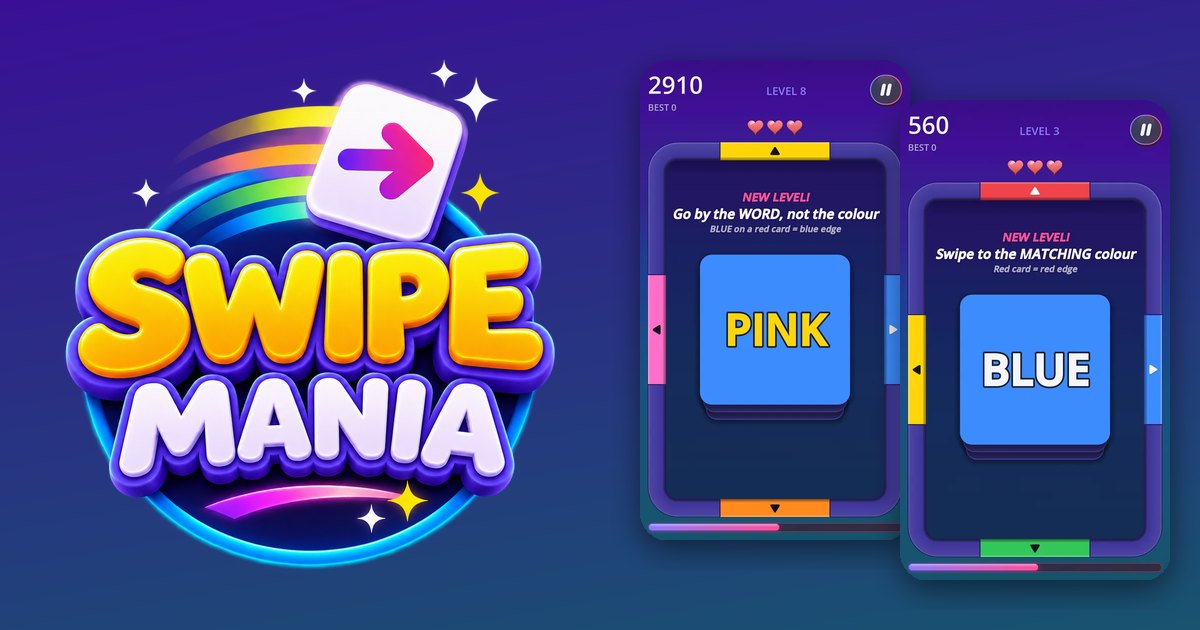 SWIPE
MANIA
2910
BEST 0
LEVEL 8
NEW LEVEL!
Go by the WORD, not the colour
BLUE on a red card = blue edge
PINK
560
BEST 0
LEVEL 3
NEW LEVEL!
Swipe to the MATCHING colour
Red card = red edge
BLUE